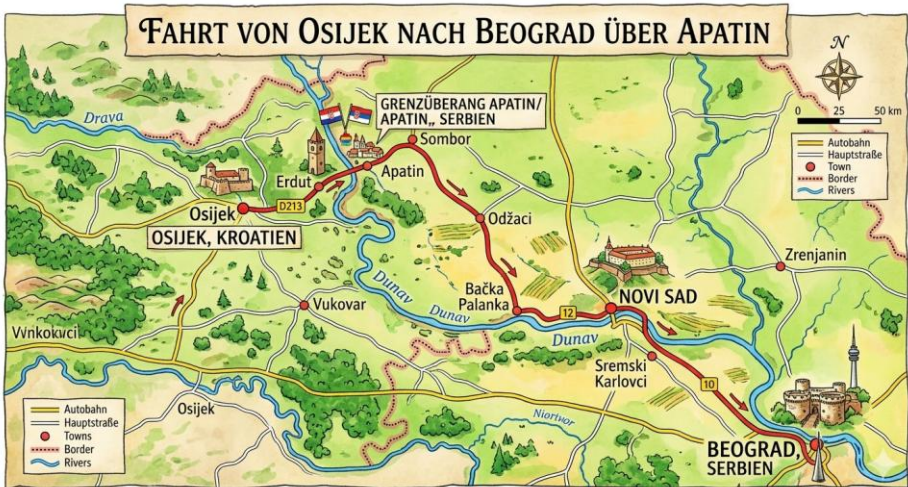 FAHRT VON OSIJEK NACH BEOGRAD ÜBER APATIN
N
0 25 50 km
Autobahn
Hauptstraße
Town
Border
Rivers
Drava
GRENZÜBERANG APATIN/
APATIN,, SERBIEN
Sombor
Apatin
Erdut
D213
Osijek
OSIJEK, KROATIEN
Odžaci
Zrenjanin
Dunav
Bačka
Palanka
Dunav
12
NOVI SAD
Vukovar
Dunav
Sremski
Karlovci
10
Osijek
Autobahn
Hauptstraße
Towns
Border
Rivers
BEOGRAD,
SERBIEN